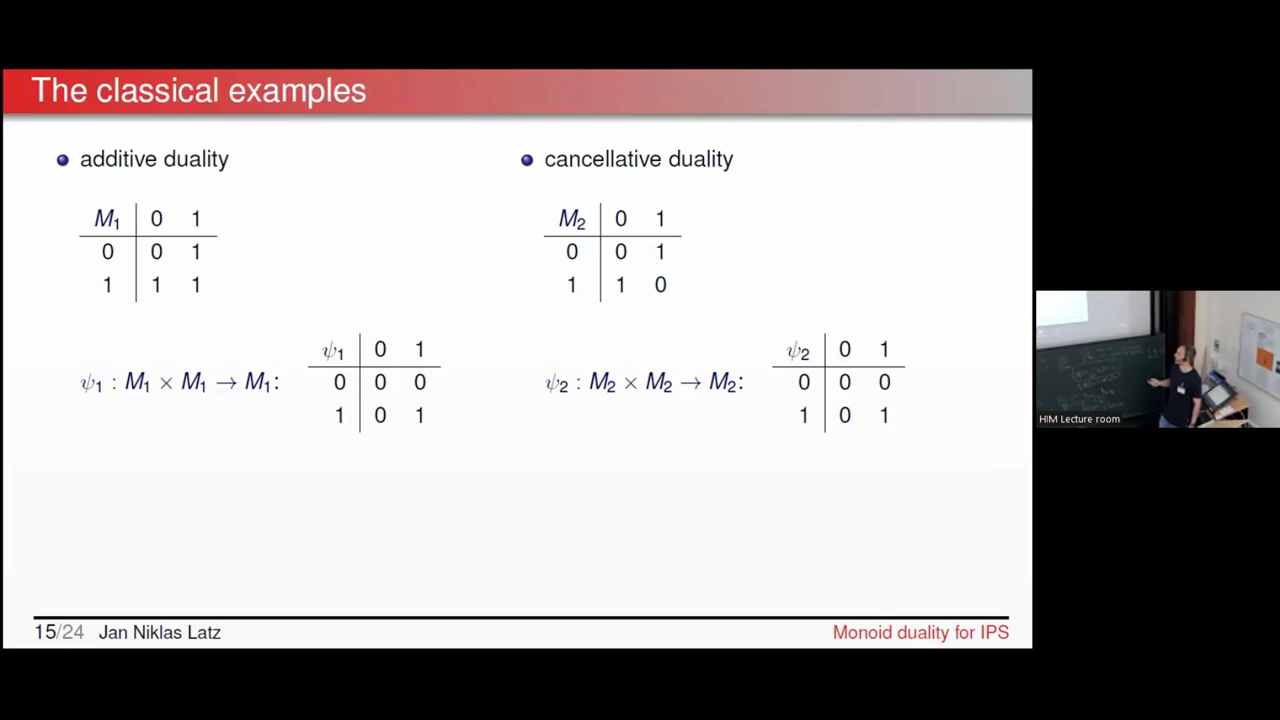 The classical examples
additive duality
M₁ 0 1
0 0 1
1 1 1
ψ₁ : M₁ × M₁ → M₁:
ψ₁ 0 1
0 0 0
1 0 1
cancellative duality
M₂ 0 1
0 0 1
1 1 0
ψ₂ : M₂ × M₂ → M₂:
ψ₂ 0 1
0 0 0
1 0 1
HIM Lecture room
15/24 Jan Niklas Latz
Monoid duality for IPS